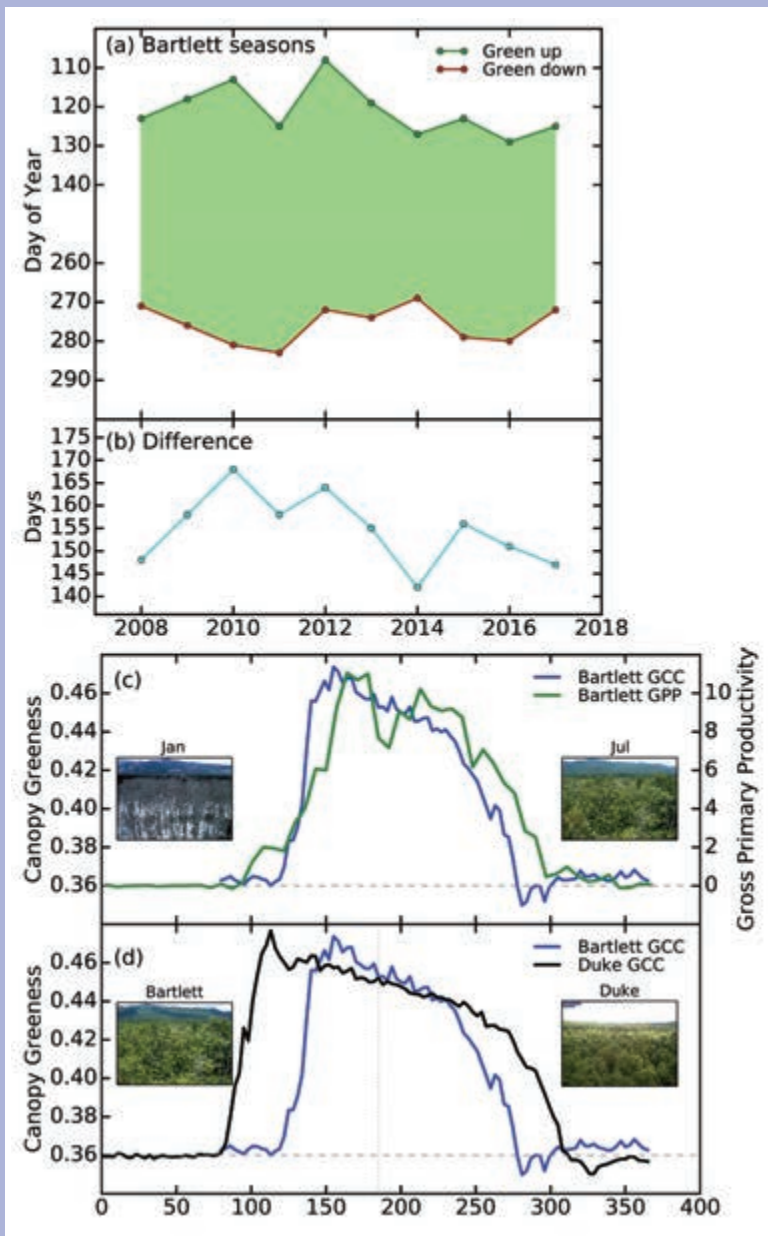 (a) Bartlett seasons
Green up
Green down
110
120
130
140
260
270
280
290
Day of Year
(b) Difference
175
170
165
160
155
150
145
140
Days
2008 2010 2012 2014 2016 2018
(c)
Bartlett GCC
Bartlett GPP
0.46
0.44
0.42
0.40
0.38
0.36
Canopy Greeness
Jan
Jul
10
8
6
4
2
0
Gross Primary Productivity
(d)
Bartlett GCC
Duke GCC
0.46
0.44
0.42
0.40
0.38
0.36
Canopy Greeness
Bartlett
Duke
0 50 100 150 200 250 300 350 400